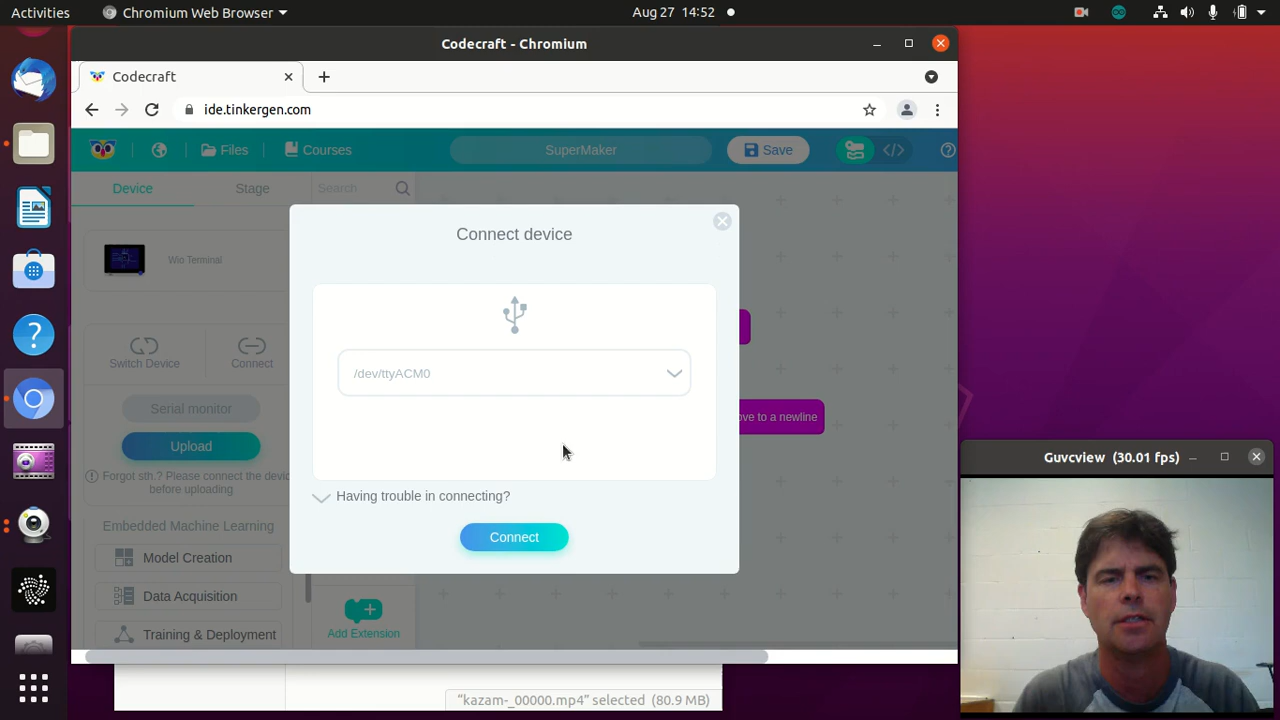 Activities
Chromium Web Browser
Aug 27 14:52
Codecraft - Chromium
Codecraft
ide.tinkergen.com
Files
Courses
SuperMaker
Save
</>
Device
Stage
Search
Connect device
Wio Terminal
Switch Device
Connect
/dev/ttyACM0
Serial monitor
ove to a newline
Upload
Forgot sth.? Please connect the devic
before uploading
Having trouble in connecting?
Embedded Machine Learning
Connect
Model Creation
Data Acquisition
Training & Deployment
Add Extension
Guvcview (30.01 fps)
"kazam-_00000.mp4" selected (80.9 MB)